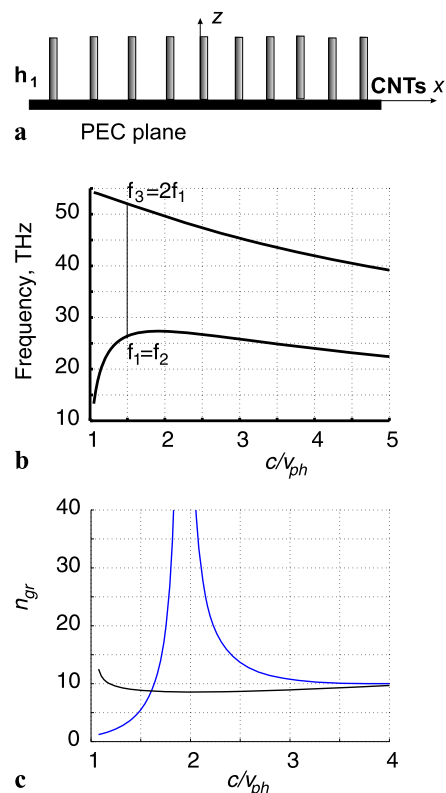 z
h1
CNTs x
a PEC plane
f3=2f1
50
40
30
20
10
Frequency, THz
f1=f2
1 2 3 4 5
b c/vph
40
30
20
10
0
ngr
1 2 3 4
c c/vph